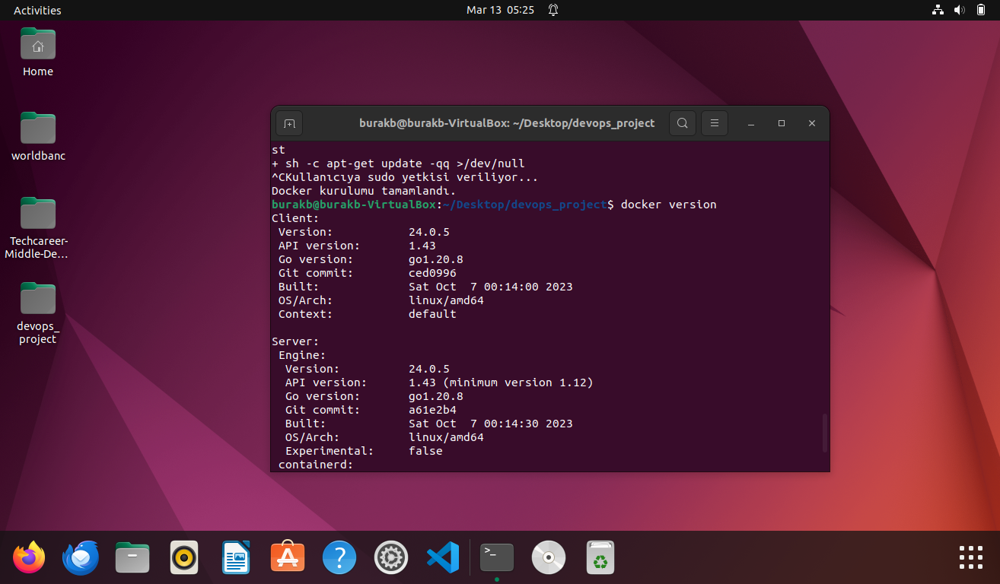 Activities
Mar 13 05:25
Home
worldbanc
Techcareer-
Middle-De...
devops_
project
burakb@burakb-VirtualBox: ~/Desktop/devops_project
st
+ sh -c apt-get update -qq >/dev/null
^CKullanıcıya sudo yetkisi veriliyor...
Docker kurulumu tamamlandı.
burakb@burakb-VirtualBox:~/Desktop/devops_project$ docker version
Client:
 Version:           24.0.5
 API version:       1.43
 Go version:        go1.20.8
 Git commit:        ced0996
 Built:             Sat Oct  7 00:14:00 2023
 OS/Arch:           linux/amd64
 Context:           default
Server:
 Engine:
  Version:          24.0.5
  API version:      1.43 (minimum version 1.12)
  Go version:       go1.20.8
  Git commit:       a61e2b4
  Built:            Sat Oct  7 00:14:30 2023
  OS/Arch:          linux/amd64
  Experimental:     false
 containerd: